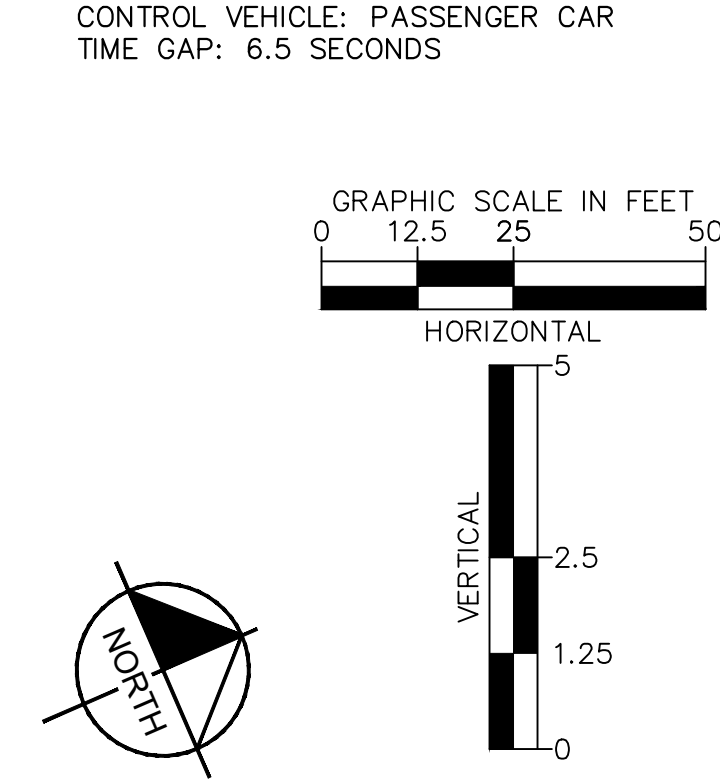 CONTROL VEHICLE: PASSENGER CAR
TIME GAP: 6.5 SECONDS
GRAPHIC SCALE IN FEET
0 12.5 25 50
HORIZONTAL
5
VERTICAL
2.5
1.25
0
NORTH